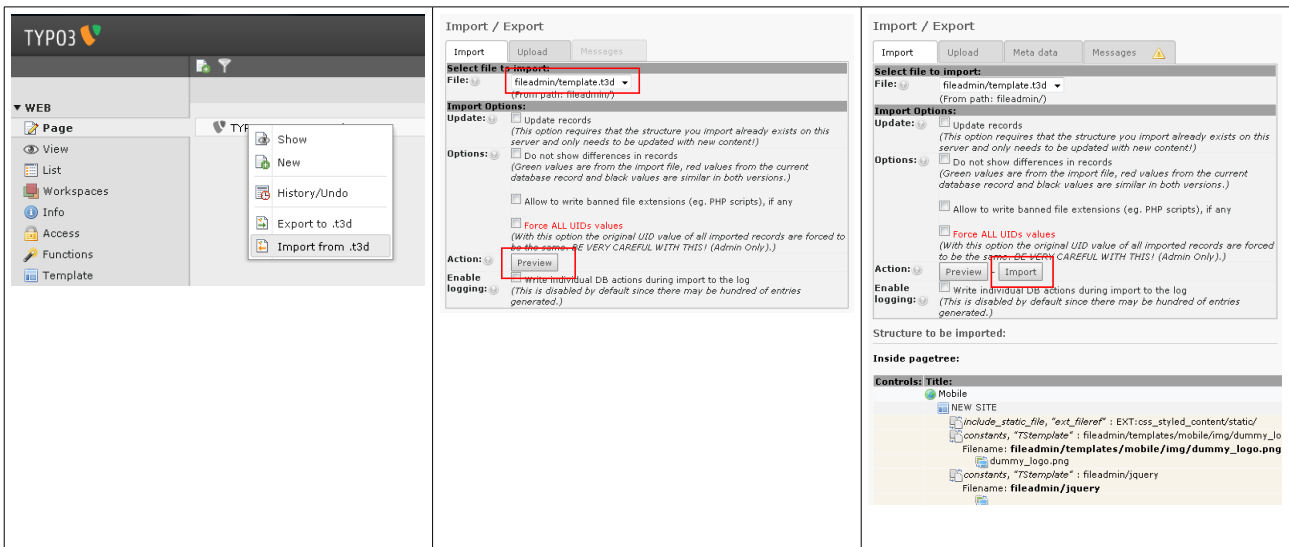 TYPO3
WEB
Page
View
List
Workspaces
Info
Access
Functions
Template
Show
New
History/Undo
Export to .t3d
Import from .t3d
Import / Export
Import Upload Messages
Select file to import:
File: fileadmin/template.t3d
(From path: fileadmin/)
Import Options:
Update: Update records
(This option requires that the structure you import already exists on this
server and only needs to be updated with new content!)
Options: Do not show differences in records
(Green values are from the import file, red values from the current
database record and black values are similar in both versions.)
Allow to write banned file extensions (eg. PHP scripts), if any
Force ALL UIDs values
(With this option the original UID value of all imported records are forced to
be the same. BE VERY CAREFUL WITH THIS! (Admin Only).)
Action: Preview
Enable Write individual DB actions during import to the log
logging: (This is disabled by default since there may be hundred of entries
generated.)
Import / Export
Import Upload Meta data Messages
Select file to import:
File: fileadmin/template.t3d
(From path: fileadmin/)
Import Options:
Update: Update records
(This option requires that the structure you import already exists on this
server and only needs to be updated with new content!)
Options: Do not show differences in records
(Green values are from the import file, red values from the current
database record and black values are similar in both versions.)
Allow to write banned file extensions (eg. PHP scripts), if any
Force ALL UIDs values
(With this option the original UID value of all imported records are forced
to be the same. BE VERY CAREFUL WITH THIS! (Admin Only).)
Action: Preview - Import
Enable Write individual DB actions during import to the log
logging: (This is disabled by default since there may be hundred of entries
generated.)
Structure to be imported:
Inside pagetree:
Controls: Title:
Mobile
NEW SITE
include_static_file, "ext_fileref" : EXT:css_styled_content/static/
constants, "TStemplate" : fileadmin/templates/mobile/img/dummy_lo
Filename: fileadmin/templates/mobile/img/dummy_logo.png
dummy_logo.png
constants, "TStemplate" : fileadmin/jquery
Filename: fileadmin/jquery